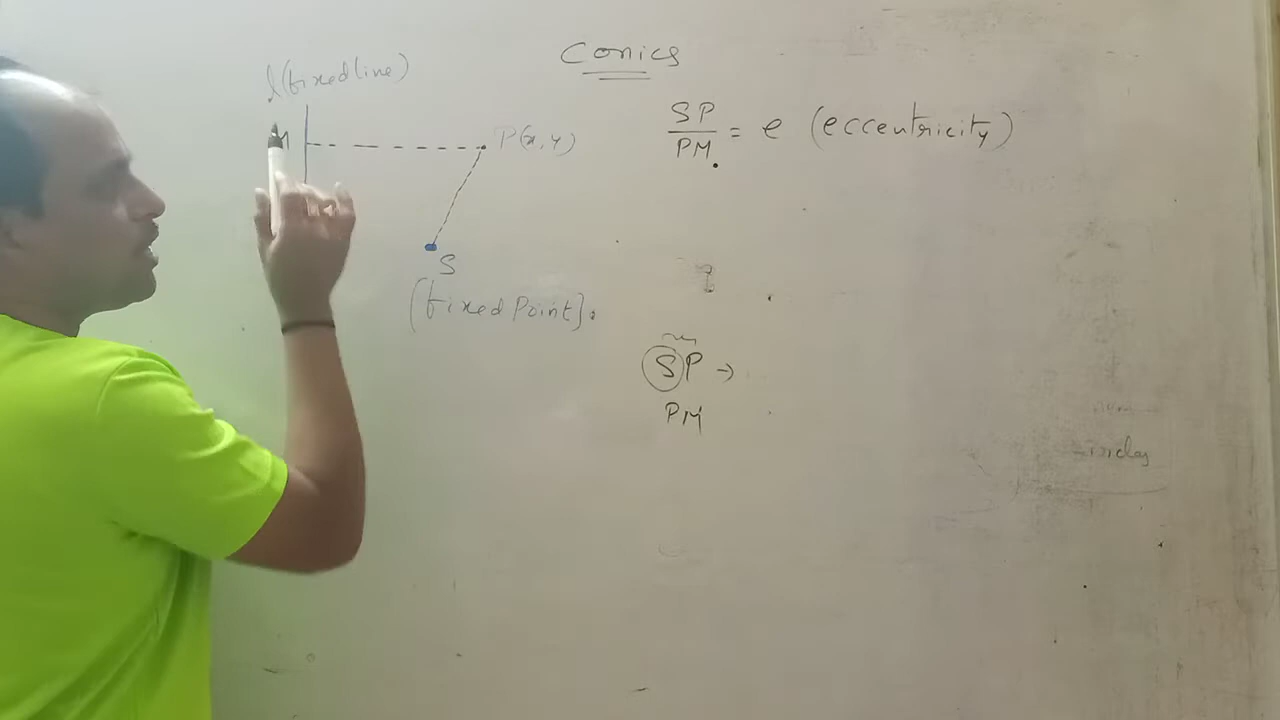 Conics
l (fixed line)
M
P(x, y)
S
(fixed Point).
SP/PM = e (eccentricity)
SP →
PM